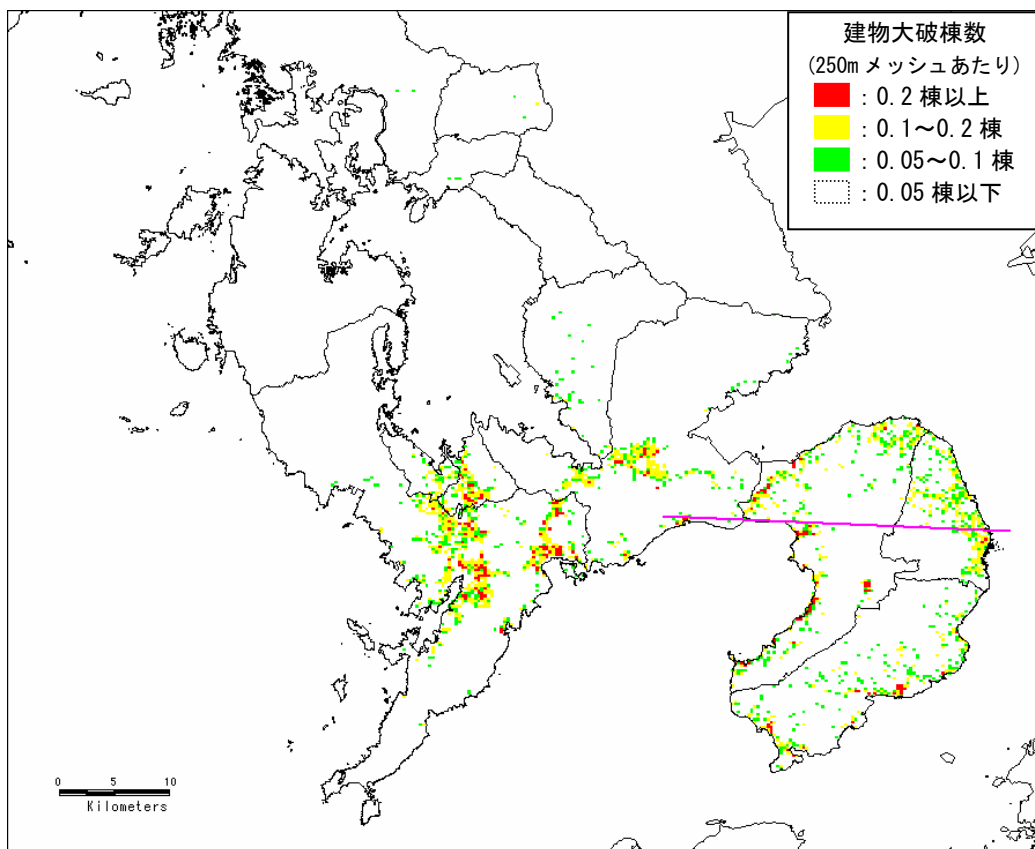 建物大破棟数
(250m メッシュあたり)
：0.2 棟以上
：0.1～0.2 棟
：0.05～0.1 棟
：0.05 棟以下
0 5 10
Kilometers